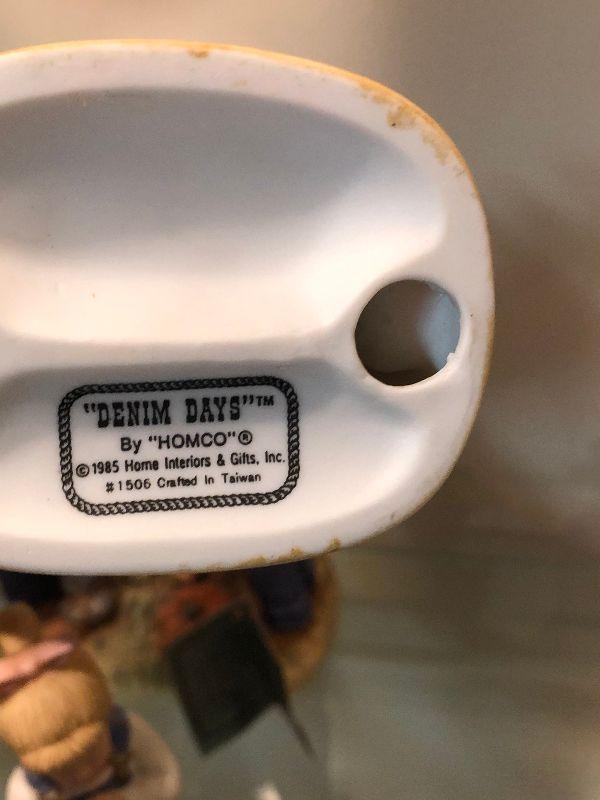 "DENIM DAYS"™
By "HOMCO"®
©1985 Home Interiors & Gifts, Inc.
#1506 Crafted In Taiwan